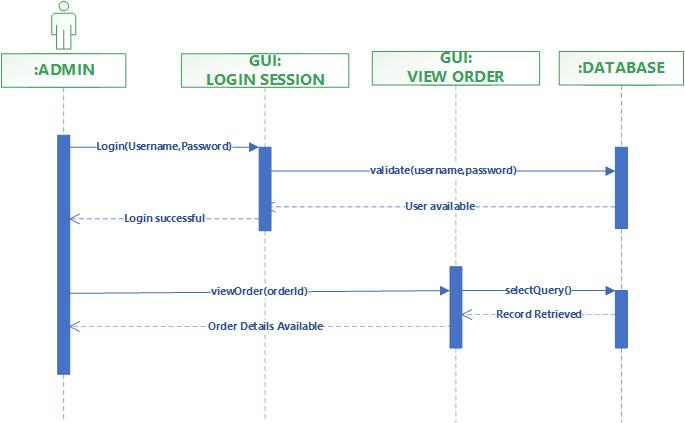 :ADMIN
GUI:
LOGIN SESSION
GUI:
VIEW ORDER
:DATABASE
Login(Username,Password)
validate(username,password)
User available
Login successful
viewOrder(orderId)
selectQuery()
Record Retrieved
Order Details Available